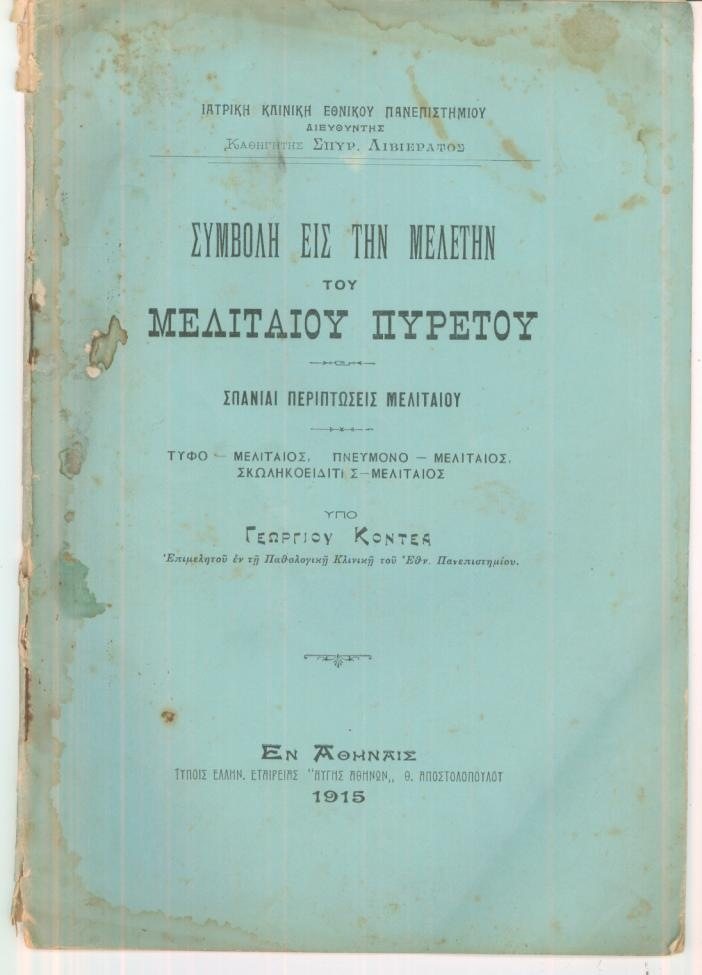 ΙΑΤΡΙΚΗ ΚΛΙΝΙΚΗ ΕΘΝΙΚΟΥ ΠΑΝΕΠΙΣΤΗΜΙΟΥ
ΔΙΕΥΘΥΝΤΗΣ
ΚΑΘΗΓΗΤΗΣ ΣΠΥΡ. ΛΙΒΙΕΡΑΤΟΣ
ΣΥΜΒΟΛΗ ΕΙΣ ΤΗΝ ΜΕΛΕΤΗΝ
ΤΟΥ
ΜΕΛΙΤΑΙΟΥ ΠΥΡΕΤΟΥ
ΣΠΑΝΙΑΙ ΠΕΡΙΠΤΩΣΕΙΣ ΜΕΛΙΤΑΙΟΥ
ΤΥΦΟ – ΜΕΛΙΤΑΙΟΣ, ΠΝΕΥΜΟΝΟ – ΜΕΛΙΤΑΙΟΣ,
ΣΚΩΛΗΚΟΕΙΔΙΤΙΣ–ΜΕΛΙΤΑΙΟΣ
ΥΠΟ
ΓΕΩΡΓΙΟΥ ΚΟΝΤΕΑ
Ἐπιμελητοῦ ἐν τῇ Παθολογικῇ Κλινικῇ τοῦ Ἐθν. Πανεπιστημίου.
ΕΝ ΑΘΗΝΑΙΣ
ΤΥΠΟΙΣ ΕΛΛΗΝ. ΕΤΑΙΡΕΙΑΣ "ΑΥΓΗΣ ΑΘΗΝΩΝ„ Θ. ΑΠΟΣΤΟΛΟΠΟΥΛΟΥ
1915